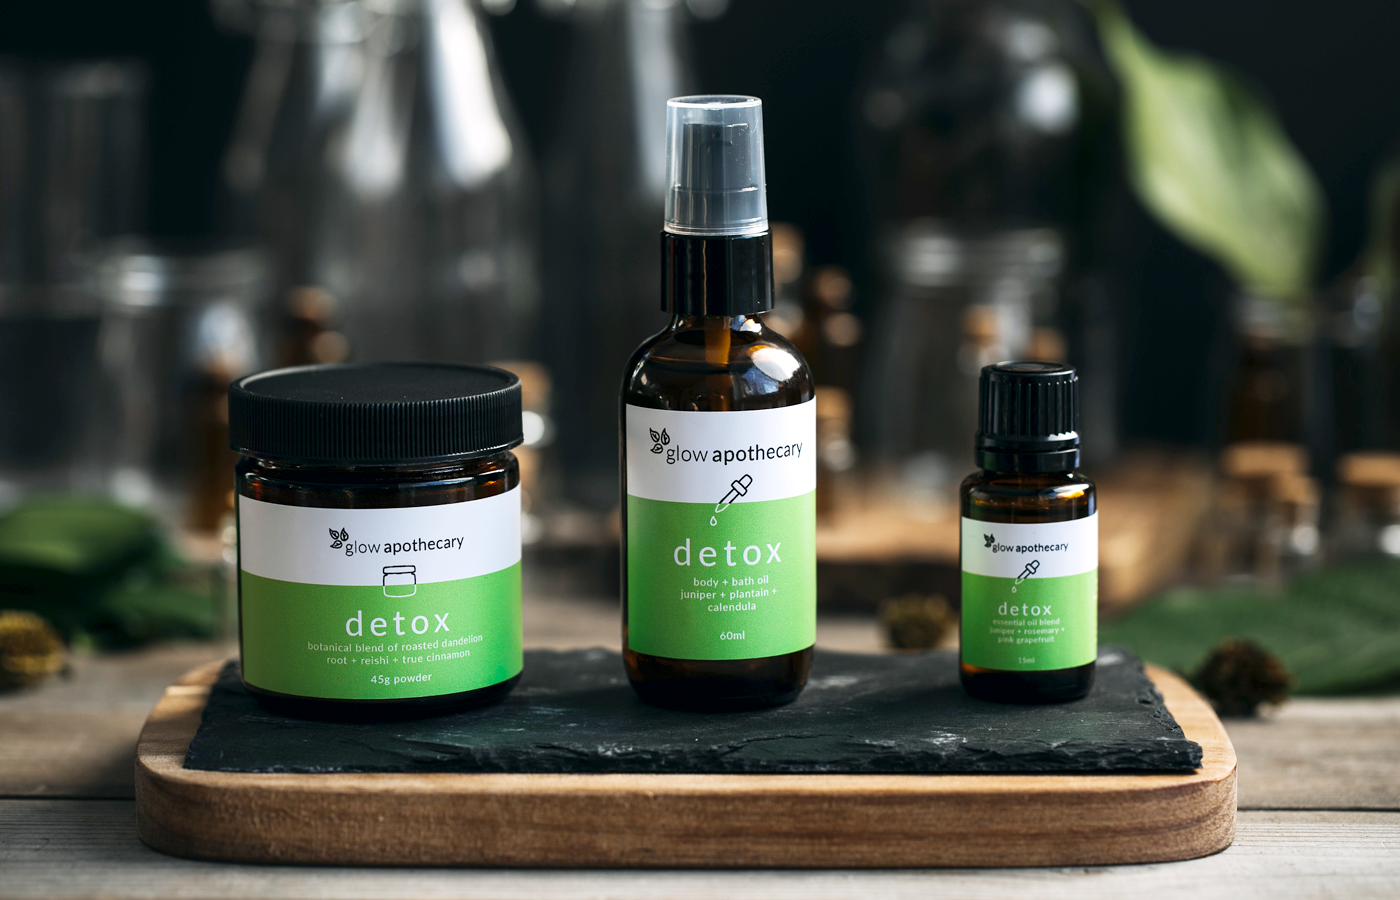 glow apothecary
detox
botanical blend of roasted dandelion
root + reishi + true cinnamon
45g powder
glow apothecary
detox
body + bath oil
juniper + plantain +
calendula
60ml
glow apothecary
detox
essential oil blend
juniper + rosemary +
pink grapefruit
15ml